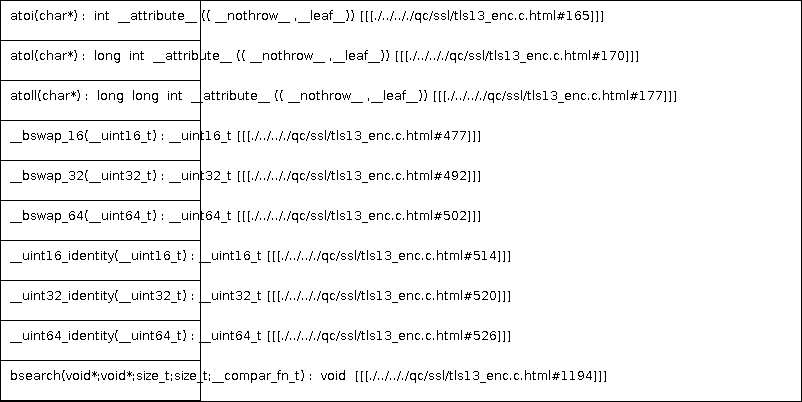 atoi(char*) : int __attribute__ (( __nothrow__ ,__leaf__)) [[[./../.././qc/ssl/tls13_enc.c.html#165]]]
atol(char*) : long int __attribute__ (( __nothrow__ ,__leaf__)) [[[./../.././qc/ssl/tls13_enc.c.html#170]]]
atoll(char*) : long long int __attribute__ (( __nothrow__ ,__leaf__)) [[[./../.././qc/ssl/tls13_enc.c.html#177]]]
__bswap_16(__uint16_t) : __uint16_t [[[./../.././qc/ssl/tls13_enc.c.html#477]]]
__bswap_32(__uint32_t) : __uint32_t [[[./../.././qc/ssl/tls13_enc.c.html#492]]]
__bswap_64(__uint64_t) : __uint64_t [[[./../.././qc/ssl/tls13_enc.c.html#502]]]
__uint16_identity(__uint16_t) : __uint16_t [[[./../.././qc/ssl/tls13_enc.c.html#514]]]
__uint32_identity(__uint32_t) : __uint32_t [[[./../.././qc/ssl/tls13_enc.c.html#520]]]
__uint64_identity(__uint64_t) : __uint64_t [[[./../.././qc/ssl/tls13_enc.c.html#526]]]
bsearch(void*;void*;size_t;size_t;__compar_fn_t) : void [[[./../.././qc/ssl/tls13_enc.c.html#1194]]]